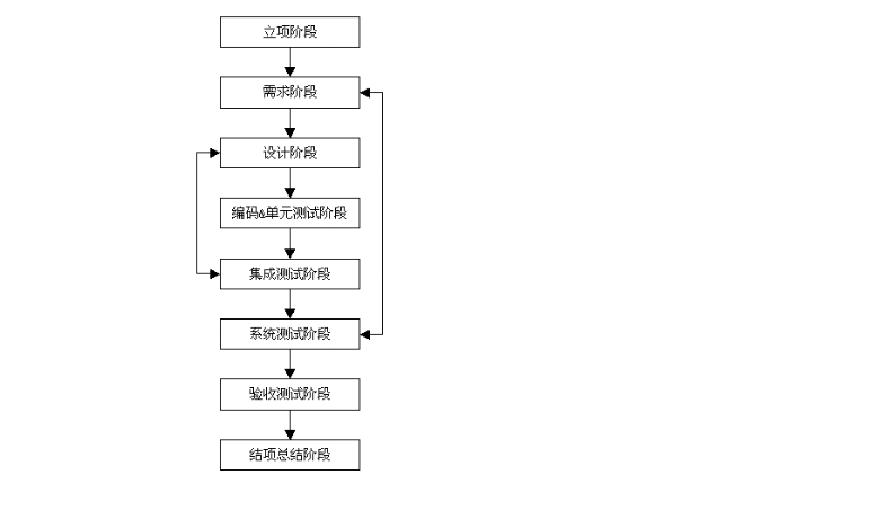 立项阶段
需求阶段
设计阶段
编码&单元测试阶段
集成测试阶段
系统测试阶段
验收测试阶段
结项总结阶段